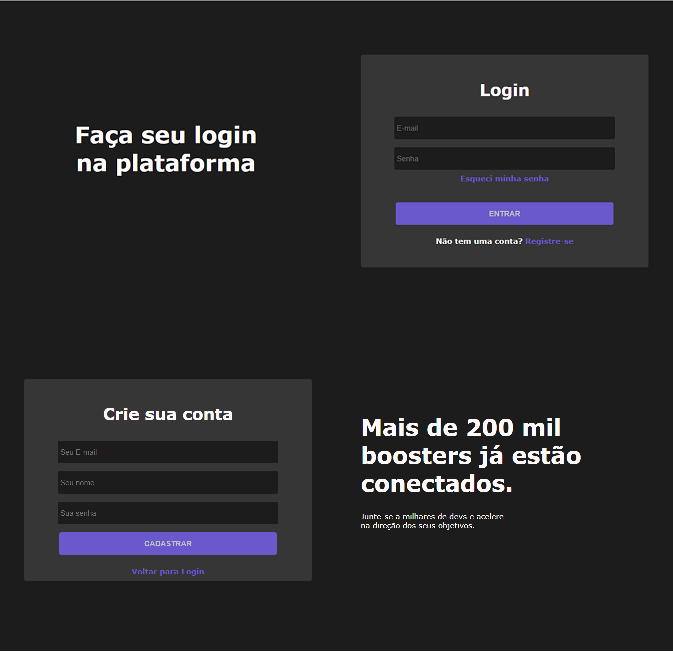 Faça seu login
na plataforma
Login
E-mail
Senha
Esqueci minha senha
ENTRAR
Não tem uma conta? Registre-se
Crie sua conta
Seu E-mail
Seu nome
Sua senha
CADASTRAR
Voltar para Login
Mais de 200 mil
boosters já estão
conectados.
Junte-se a milhares de devs e acelere
na direção dos seus objetivos.